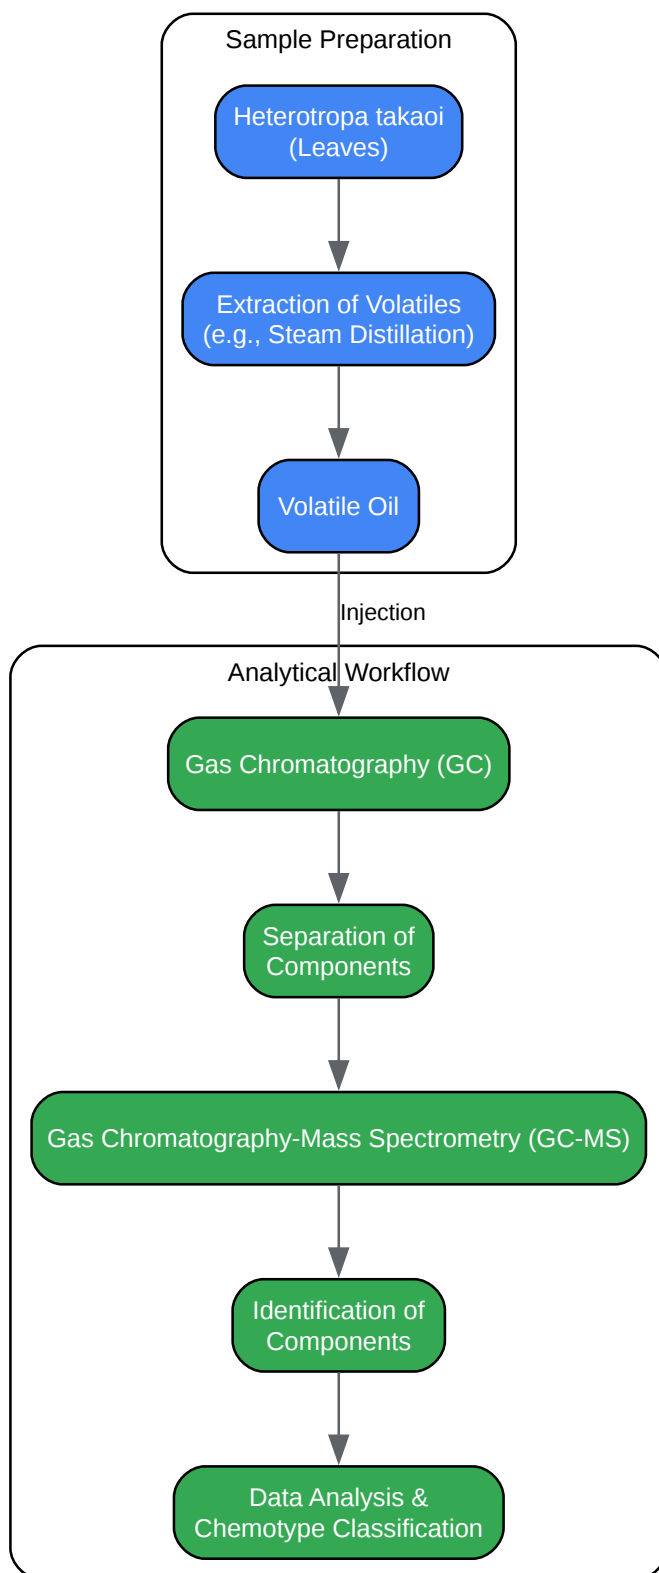 Sample Preparation
Heterotropa takaoi
(Leaves)
Extraction of Volatiles
(e.g., Steam Distillation)
Volatile Oil
Injection
Analytical Workflow
Gas Chromatography (GC)
Separation of
Components
Gas Chromatography-Mass Spectrometry (GC-MS)
Identification of
Components
Data Analysis &
Chemotype Classification